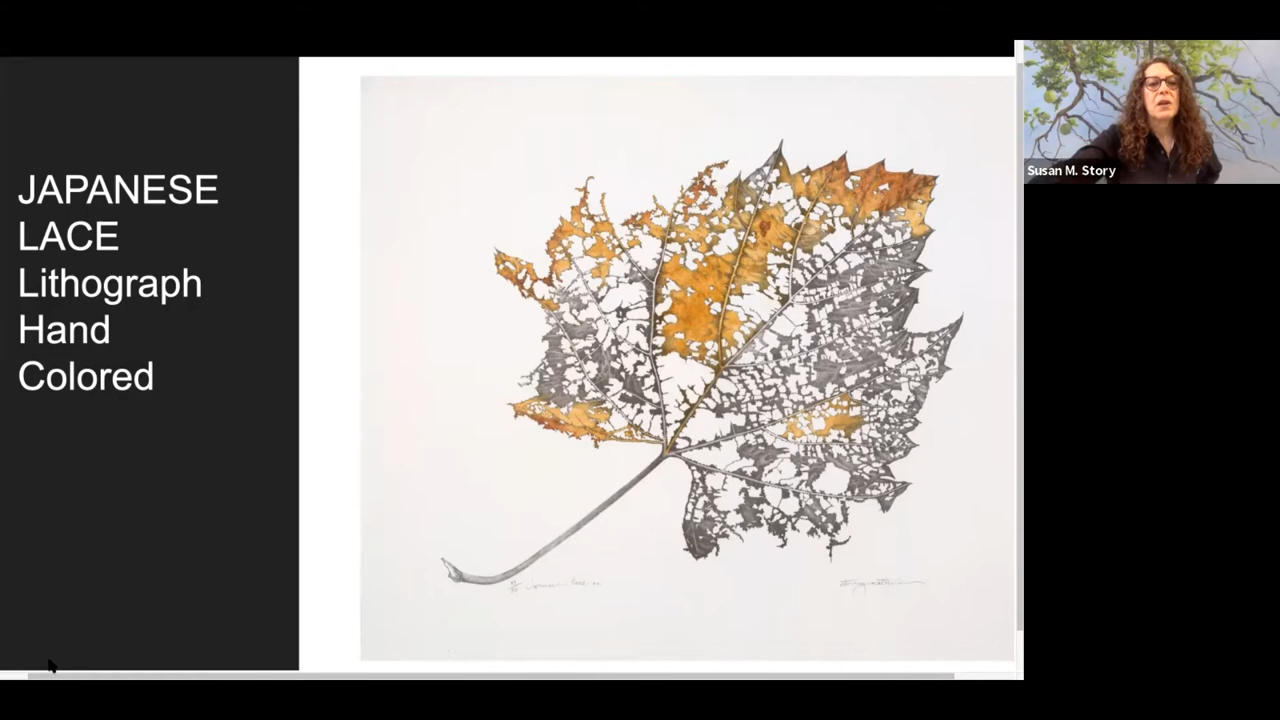 JAPANESE
LACE
Lithograph
Hand
Colored
Susan M. Story